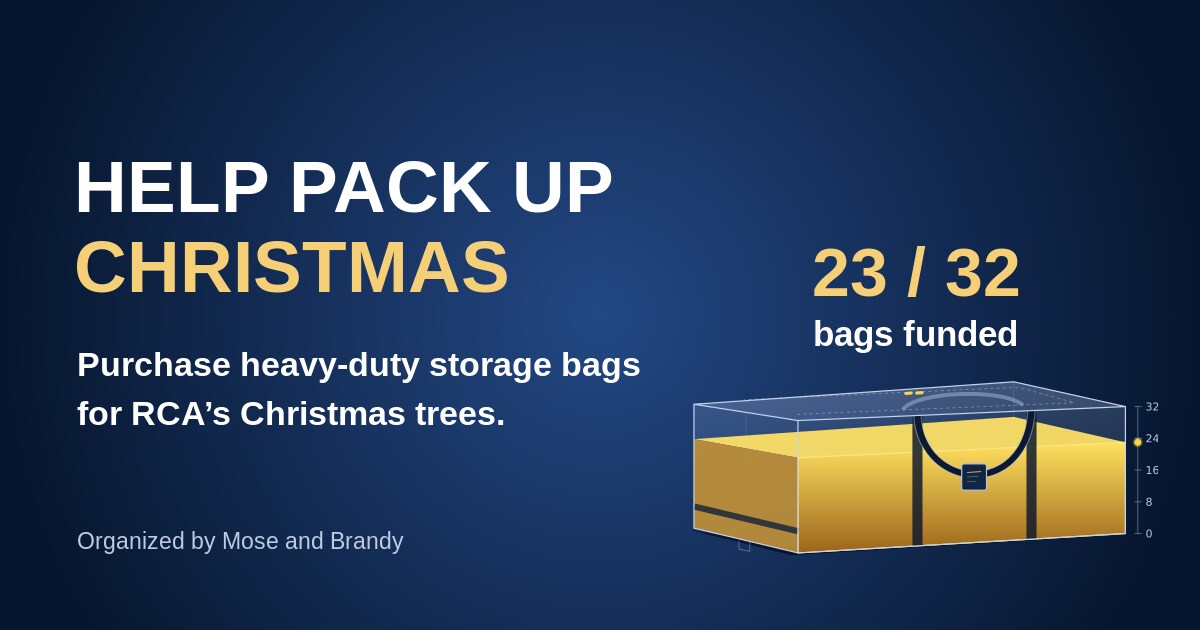 HELP PACK UP
CHRISTMAS
Purchase heavy-duty storage bags
for RCA’s Christmas trees.
Organized by Mose and Brandy
23 / 32
bags funded
32
24
16
8
0